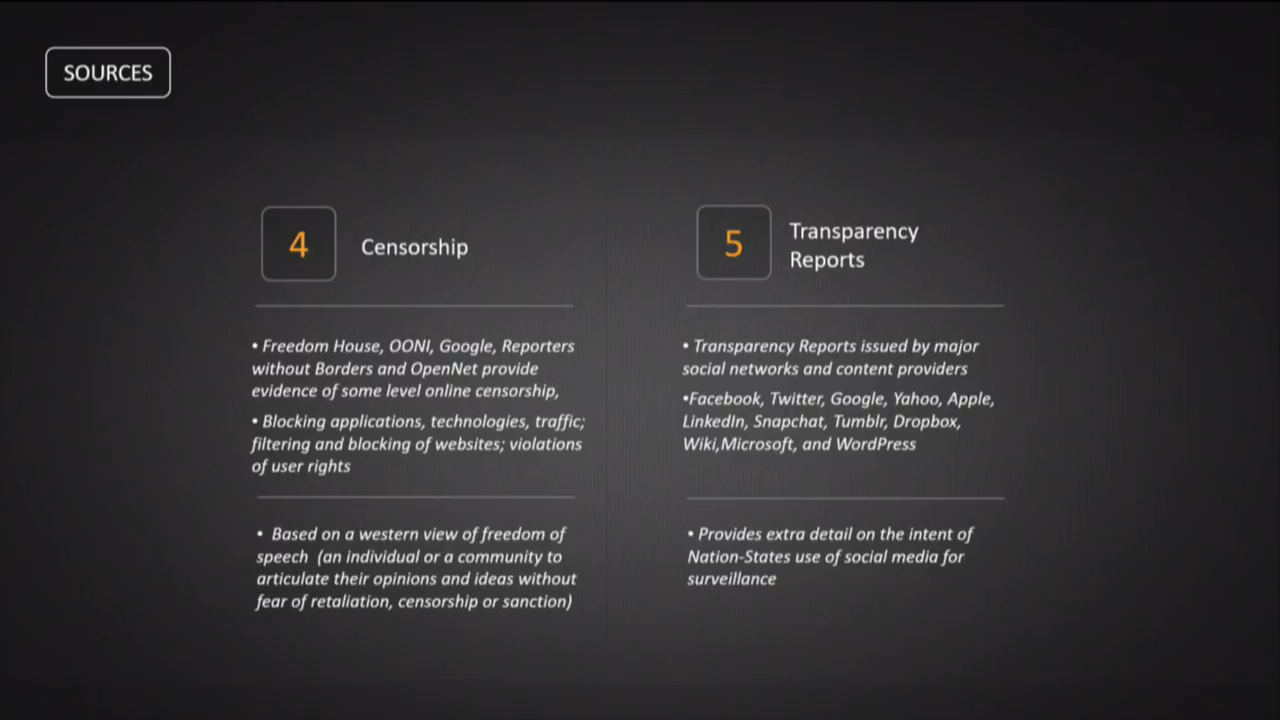 SOURCES
4
Censorship
• Freedom House, OONI, Google, Reporters
without Borders and OpenNet provide
evidence of some level online censorship,
• Blocking applications, technologies, traffic;
filtering and blocking of websites; violations
of user rights
• Based on a western view of freedom of
speech (an individual or a community to
articulate their opinions and ideas without
fear of retaliation, censorship or sanction)
5
Transparency
Reports
• Transparency Reports issued by major
social networks and content providers
•Facebook, Twitter, Google, Yahoo, Apple,
LinkedIn, Snapchat, Tumblr, Dropbox,
Wiki,Microsoft, and WordPress
• Provides extra detail on the intent of
Nation-States use of social media for
surveillance